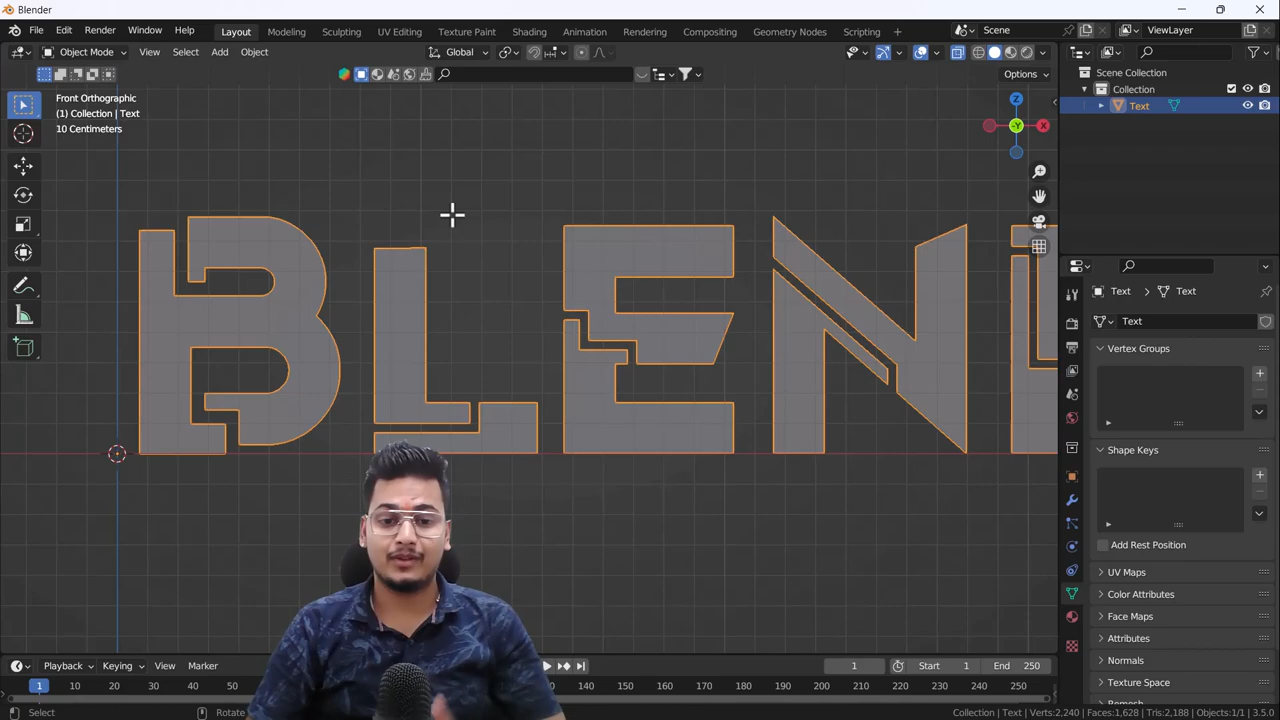 Blender
File Edit Render Window Help
Layout Modeling Sculpting UV Editing Texture Paint Shading Animation Rendering Compositing Geometry Nodes Scripting +
Scene
ViewLayer
Object Mode View Select Add Object
Global
Options
Front Orthographic
(1) Collection | Text
10 Centimeters
Z
-Y
X
BLEN
Scene Collection
Collection
Text
Text > Text
Text
Vertex Groups
Shape Keys
Add Rest Position
UV Maps
Color Attributes
Face Maps
Attributes
Normals
Texture Space
Remesh
Playback Keying View Marker
1 Start 1 End 250
1 10 20 30 40 50 130 140 150 160 170 180 190 200 210 220 230 240 250
Select Rotate
Collection | Text | Verts:2,240 | Faces:1,628 | Tris:2,188 | Objects:1/1 | 3.5.0